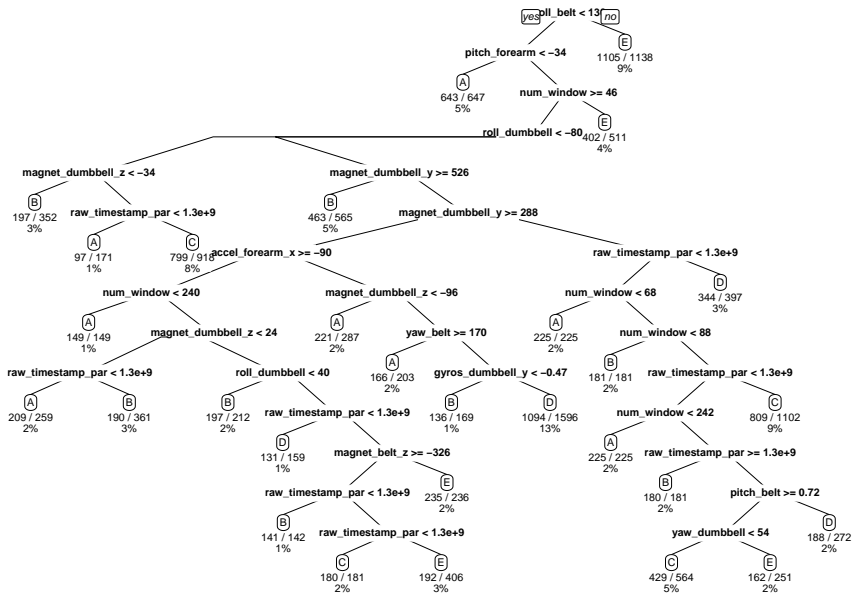 yes oll_belt < 13 no
E
1105 / 1138
9%
pitch_forearm < −34
A
643 / 647
5%
num_window >= 46
E
402 / 511
4%
roll_dumbbell < −80
magnet_dumbbell_z < −34
magnet_dumbbell_y >= 526
B
197 / 352
3%
raw_timestamp_par < 1.3e+9
B
463 / 565
5%
magnet_dumbbell_y >= 288
A
97 / 171
1%
C
799 / 918
8%
accel_forearm_x >= −90
raw_timestamp_par < 1.3e+9
D
344 / 397
3%
num_window < 240
magnet_dumbbell_z < −96
num_window < 68
A
149 / 149
1%
magnet_dumbbell_z < 24
A
221 / 287
2%
yaw_belt >= 170
A
225 / 225
2%
num_window < 88
raw_timestamp_par < 1.3e+9
roll_dumbbell < 40
A
166 / 203
2%
gyros_dumbbell_y < −0.47
B
181 / 181
2%
raw_timestamp_par < 1.3e+9
A
209 / 259
2%
B
190 / 361
3%
B
197 / 212
2%
raw_timestamp_par < 1.3e+9
B
136 / 169
1%
D
1094 / 1596
13%
num_window < 242
C
809 / 1102
9%
D
131 / 159
1%
magnet_belt_z >= −326
A
225 / 225
2%
raw_timestamp_par >= 1.3e+9
raw_timestamp_par < 1.3e+9
E
235 / 236
2%
B
180 / 181
2%
pitch_belt >= 0.72
B
141 / 142
1%
raw_timestamp_par < 1.3e+9
yaw_dumbbell < 54
D
188 / 272
2%
C
180 / 181
2%
E
192 / 406
3%
C
429 / 564
5%
E
162 / 251
2%